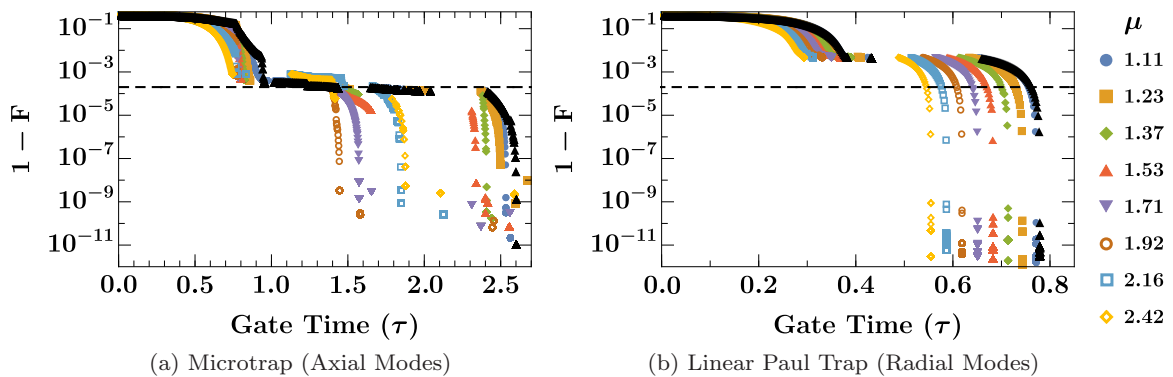 10⁻¹
10⁻³
10⁻⁵
10⁻⁷
10⁻⁹
10⁻¹¹
1 − F
0.0 0.5 1.0 1.5 2.0 2.5
Gate Time (τ)
(a) Microtrap (Axial Modes)
10⁻¹
10⁻³
10⁻⁵
10⁻⁷
10⁻⁹
10⁻¹¹
1 − F
0.0 0.2 0.4 0.6 0.8
Gate Time (τ)
(b) Linear Paul Trap (Radial Modes)
μ
1.11
1.23
1.37
1.53
1.71
1.92
2.16
2.42